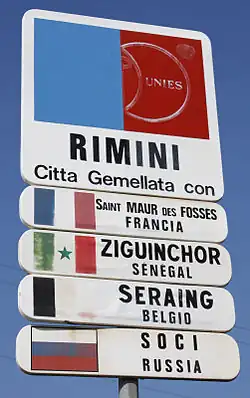 UNIES
RIMINI
Citta Gemellata con
SAINT MAUR DES FOSSES
FRANCIA
ZIGUINCHOR
SENEGAL
SERAING
BELGIO
SOCI
RUSSIA